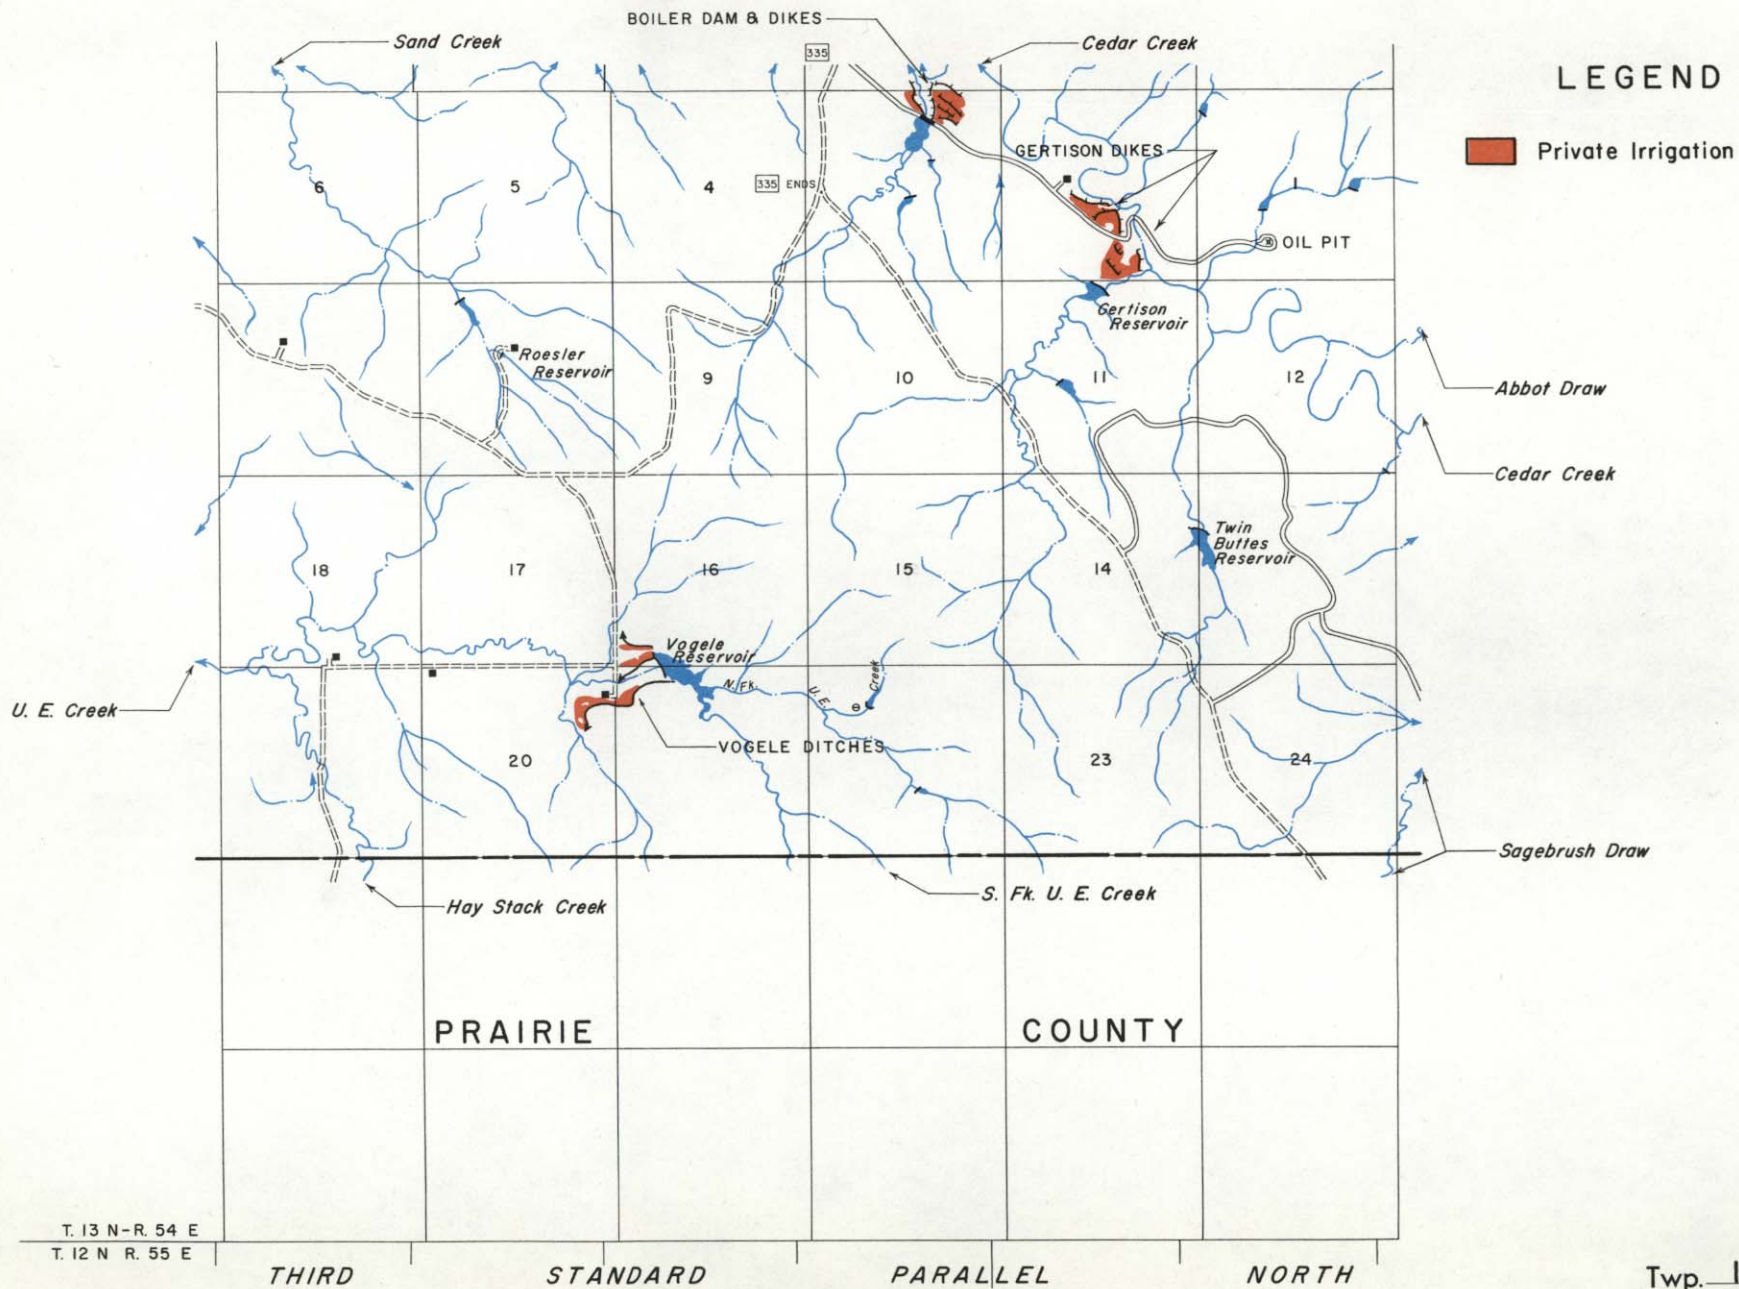 BOILER DAM & DIKES
Sand Creek
335
Cedar Creek
LEGEND
Private Irrigation
GERTISON DIKES
6
5
4
335 ENDS
1
OIL PIT
Gertison
Reservoir
Roesler
Reservoir
9
10
11
12
Abbot Draw
Cedar Creek
Twin
Buttes
Reservoir
18
17
16
15
14
Vogele
Reservoir
N. Fk.
U. E.
Creek
U. E. Creek
VOGELE DITCHES
20
23
24
Sagebrush Draw
Hay Stack Creek
S. Fk. U. E. Creek
PRAIRIE COUNTY
T. 13 N-R. 54 E
T. 12 N R. 55 E
THIRD STANDARD PARALLEL NORTH
Twp.